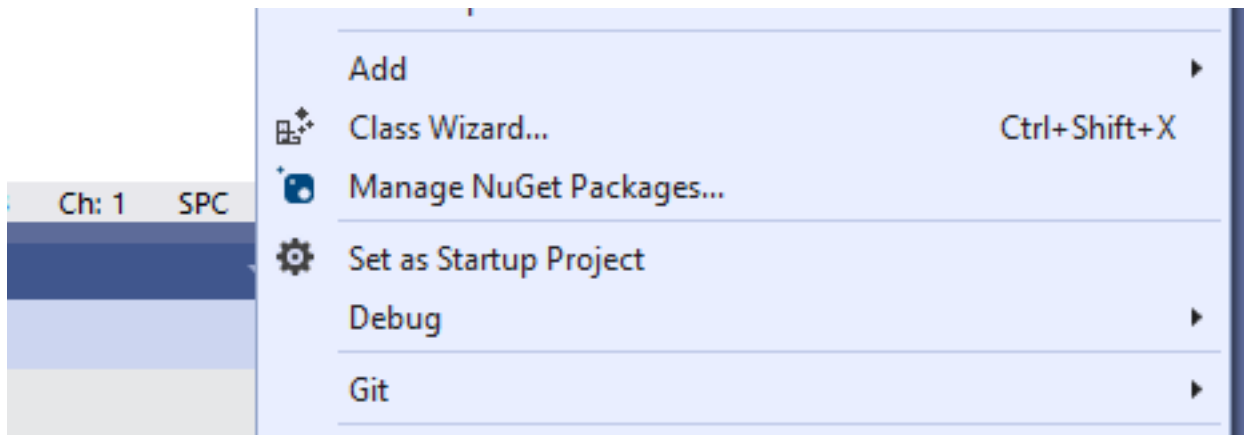 Add
Class Wizard... Ctrl+Shift+X
Manage NuGet Packages...
Ch: 1 SPC
Set as Startup Project
Debug
Git